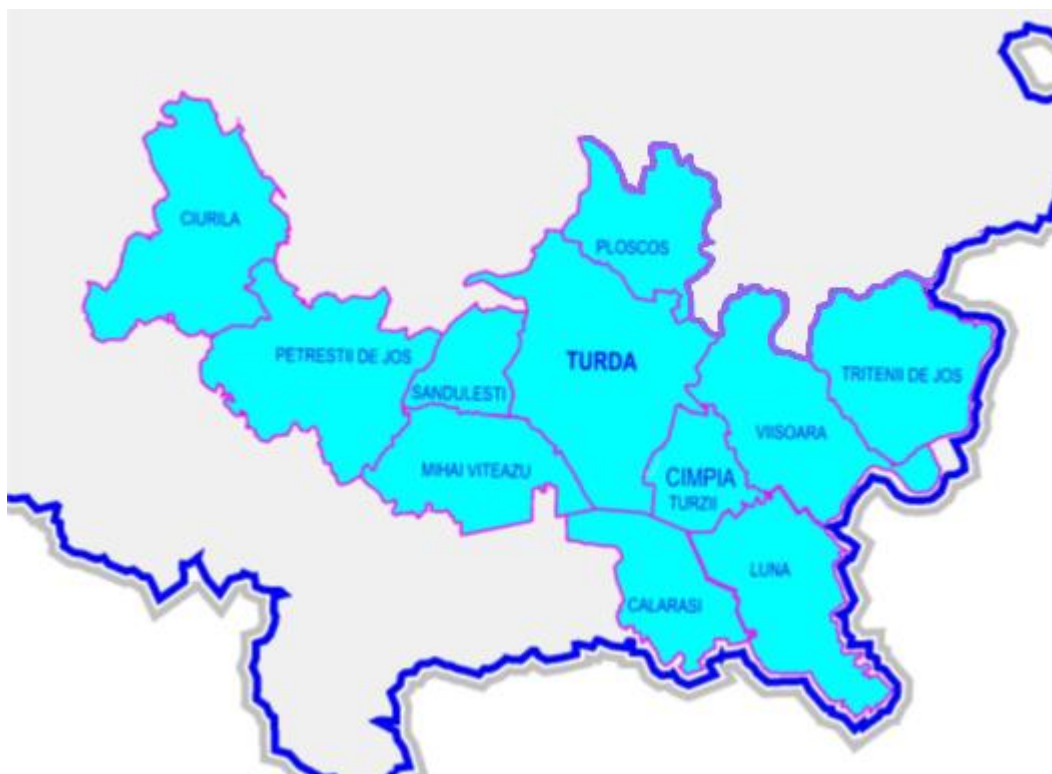 CIURILA
PLOSCOS
PETRESTII DE JOS
SANDULESTI
TURDA
TRITENII DE JOS
VIISOARA
MIHAI VITEAZU
CIMPIA
TURZII
LUNA
CALARASI